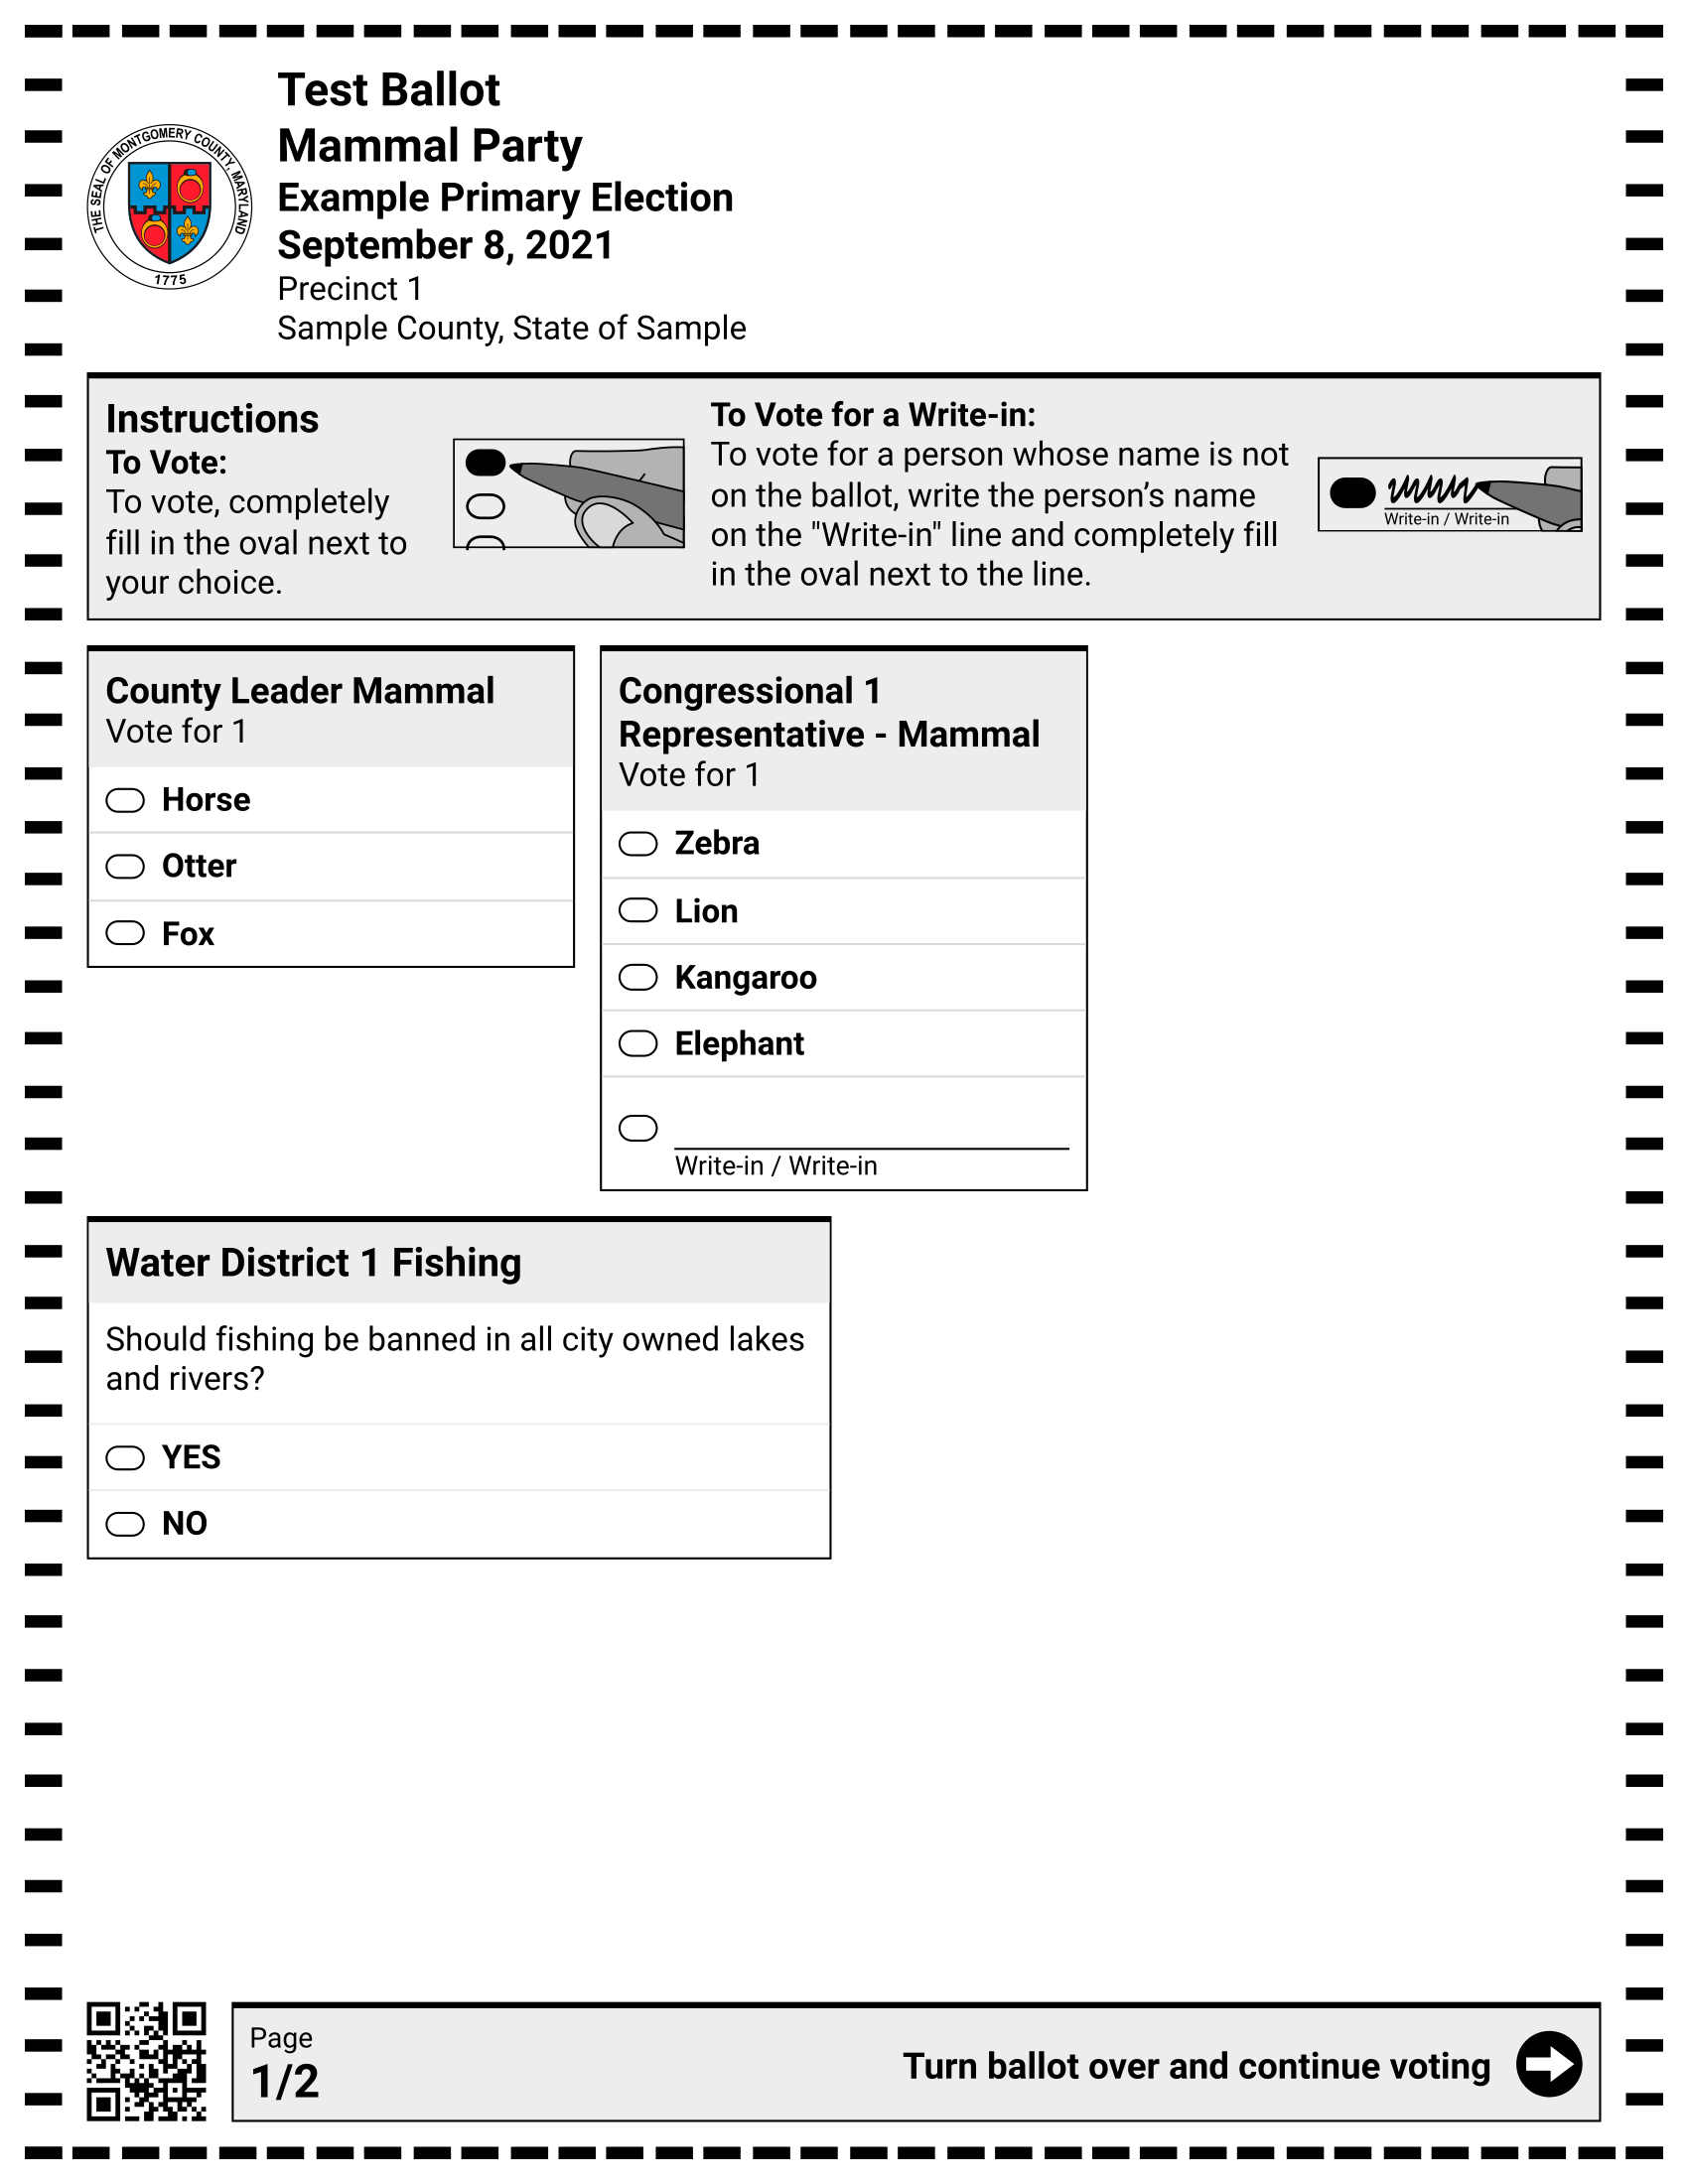 THE SEAL OF MONTGOMERY COUNTY, MARYLAND
1775
Test Ballot
Mammal Party
Example Primary Election
September 8, 2021
Precinct 1
Sample County, State of Sample
Instructions
To Vote:
To vote, completely
fill in the oval next to
your choice.
To Vote for a Write-in:
To vote for a person whose name is not
on the ballot, write the person’s name
on the "Write-in" line and completely fill
in the oval next to the line.
Write-in / Write-in
County Leader Mammal
Vote for 1
Horse
Otter
Fox
Congressional 1
Representative - Mammal
Vote for 1
Zebra
Lion
Kangaroo
Elephant
Write-in / Write-in
Water District 1 Fishing
Should fishing be banned in all city owned lakes
and rivers?
YES
NO
Page
1/2
Turn ballot over and continue voting